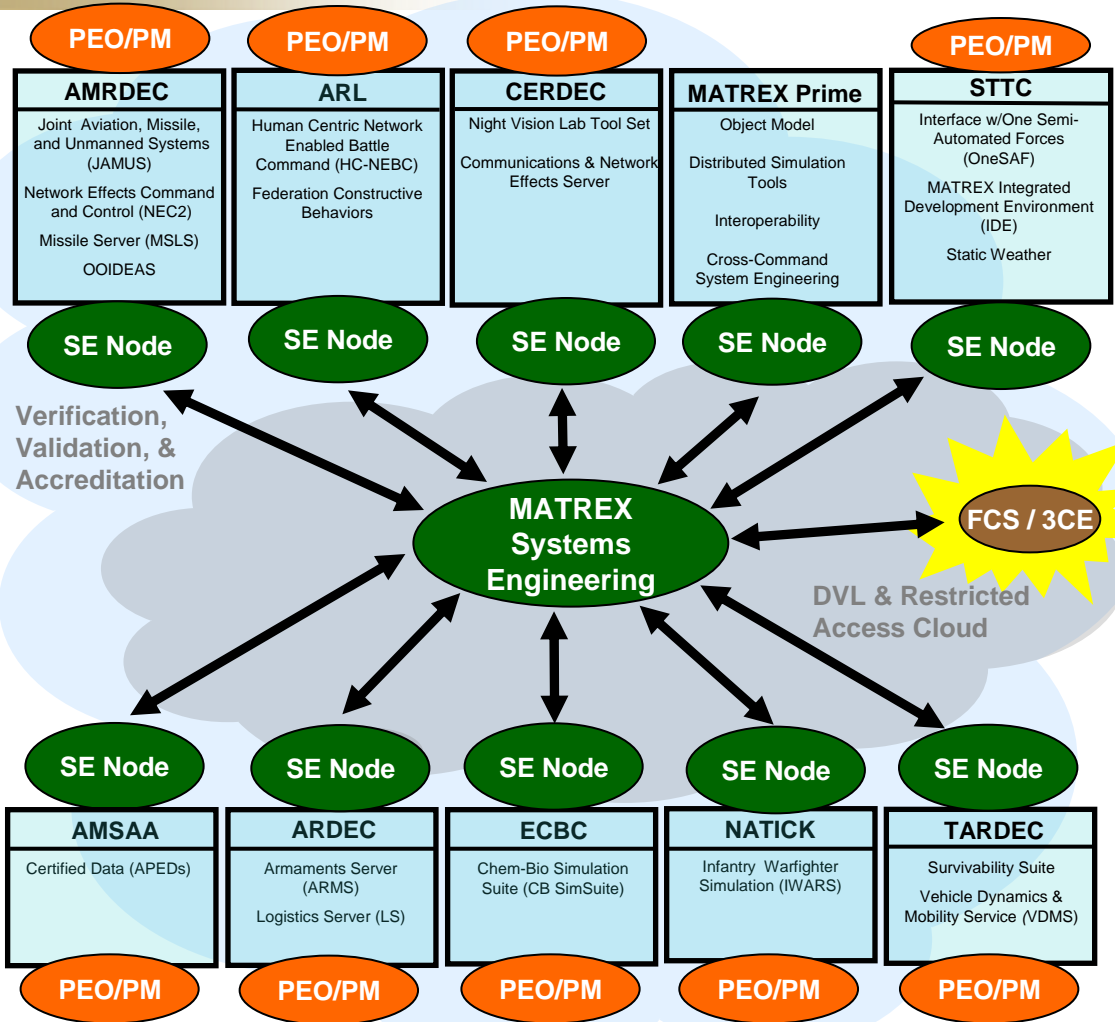 PEO/PM
PEO/PM
PEO/PM
PEO/PM
AMRDEC
Joint Aviation, Missile,
and Unmanned Systems
(JAMUS)
Network Effects Command
and Control (NEC2)
Missile Server (MSLS)
OOIDEAS
ARL
Human Centric Network
Enabled Battle
Command (HC-NEBC)
Federation Constructive
Behaviors
CERDEC
Night Vision Lab Tool Set
Communications & Network
Effects Server
MATREX Prime
Object Model
Distributed Simulation
Tools
Interoperability
Cross-Command
System Engineering
STTC
Interface w/One Semi-
Automated Forces
(OneSAF)
MATREX Integrated
Development Environment
(IDE)
Static Weather
SE Node
SE Node
SE Node
SE Node
SE Node
Verification,
Validation, &
Accreditation
MATREX
Systems
Engineering
FCS / 3CE
DVL & Restricted
Access Cloud
SE Node
SE Node
SE Node
SE Node
SE Node
AMSAA
Certified Data (APEDs)
ARDEC
Armaments Server
(ARMS)
Logistics Server (LS)
ECBC
Chem-Bio Simulation
Suite (CB SimSuite)
NATICK
Infantry Warfighter
Simulation (IWARS)
TARDEC
Survivability Suite
Vehicle Dynamics &
Mobility Service (VDMS)
PEO/PM
PEO/PM
PEO/PM
PEO/PM
PEO/PM